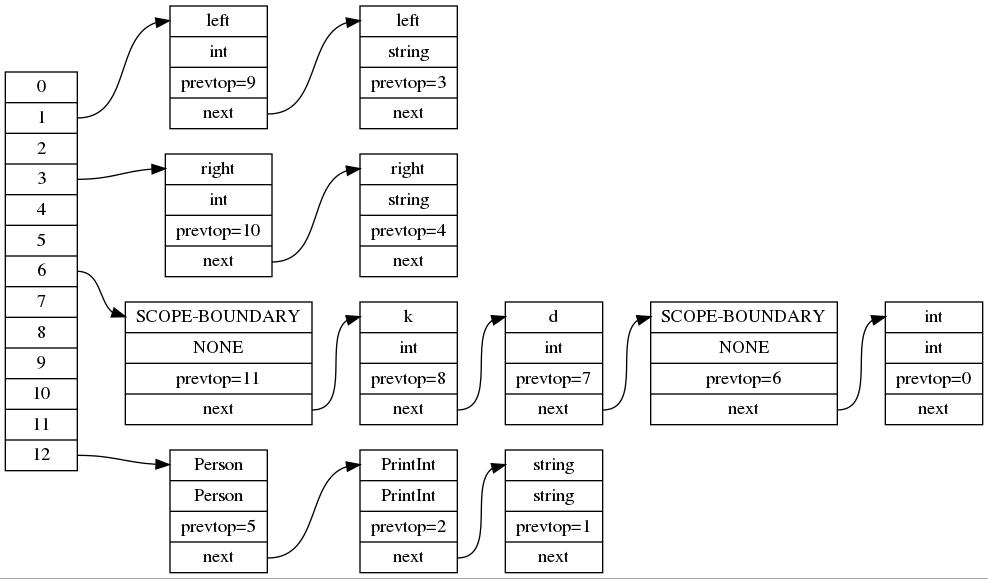 0
1
2
3
4
5
6
7
8
9
10
11
12
left
int
prevtop=9
next
left
string
prevtop=3
next
right
int
prevtop=10
next
right
string
prevtop=4
next
SCOPE-BOUNDARY
NONE
prevtop=11
next
k
int
prevtop=8
next
d
int
prevtop=7
next
SCOPE-BOUNDARY
NONE
prevtop=6
next
int
int
prevtop=0
next
Person
Person
prevtop=5
next
PrintInt
PrintInt
prevtop=2
next
string
string
prevtop=1
next